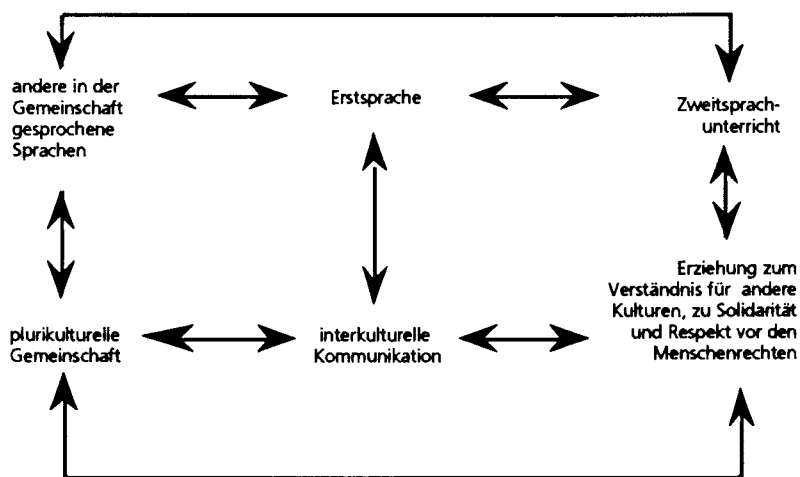 andere in der
Gemeinschaft
gesprochene
Sprachen
Erstsprache
Zweitsprach-
unterricht
plurikulturelle
Gemeinschaft
interkulturelle
Kommunikation
Erziehung zum
Verständnis für andere
Kulturen, zu Solidarität
und Respekt vor den
Menschenrechten